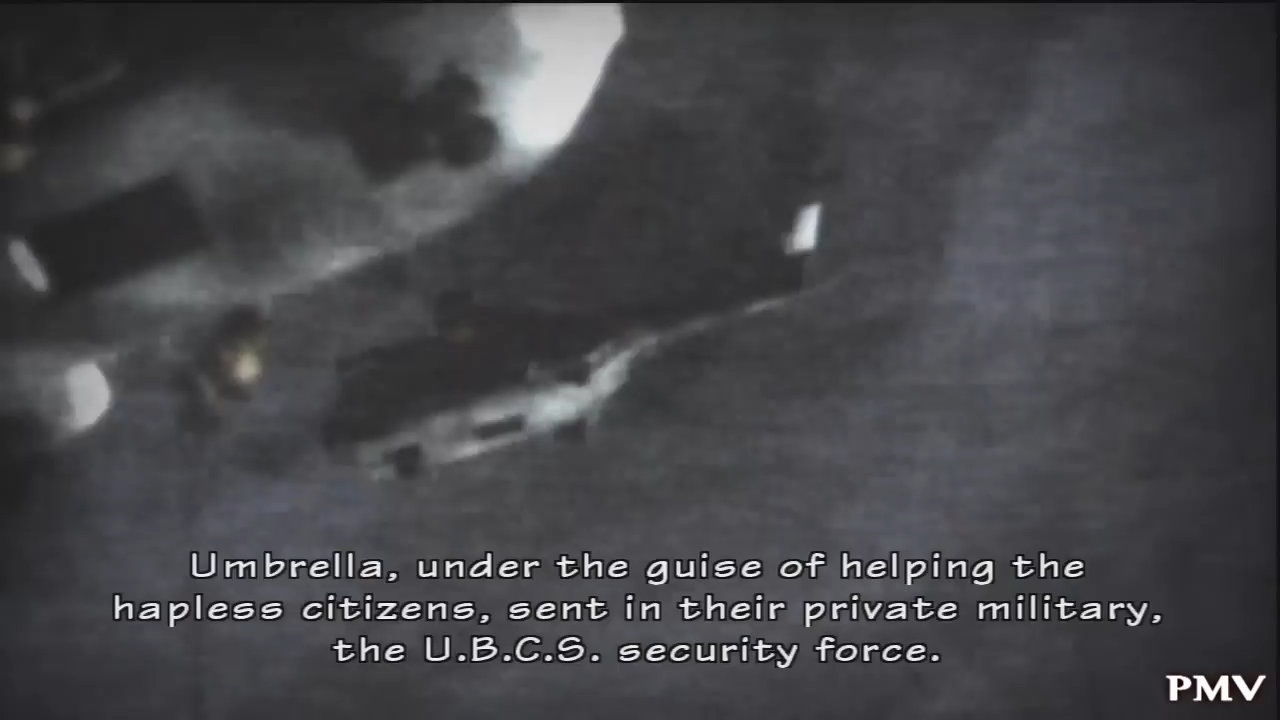 Umbrella, under the guise of helping the
hapless citizens, sent in their private military,
the U.B.C.S. security force.
PMV